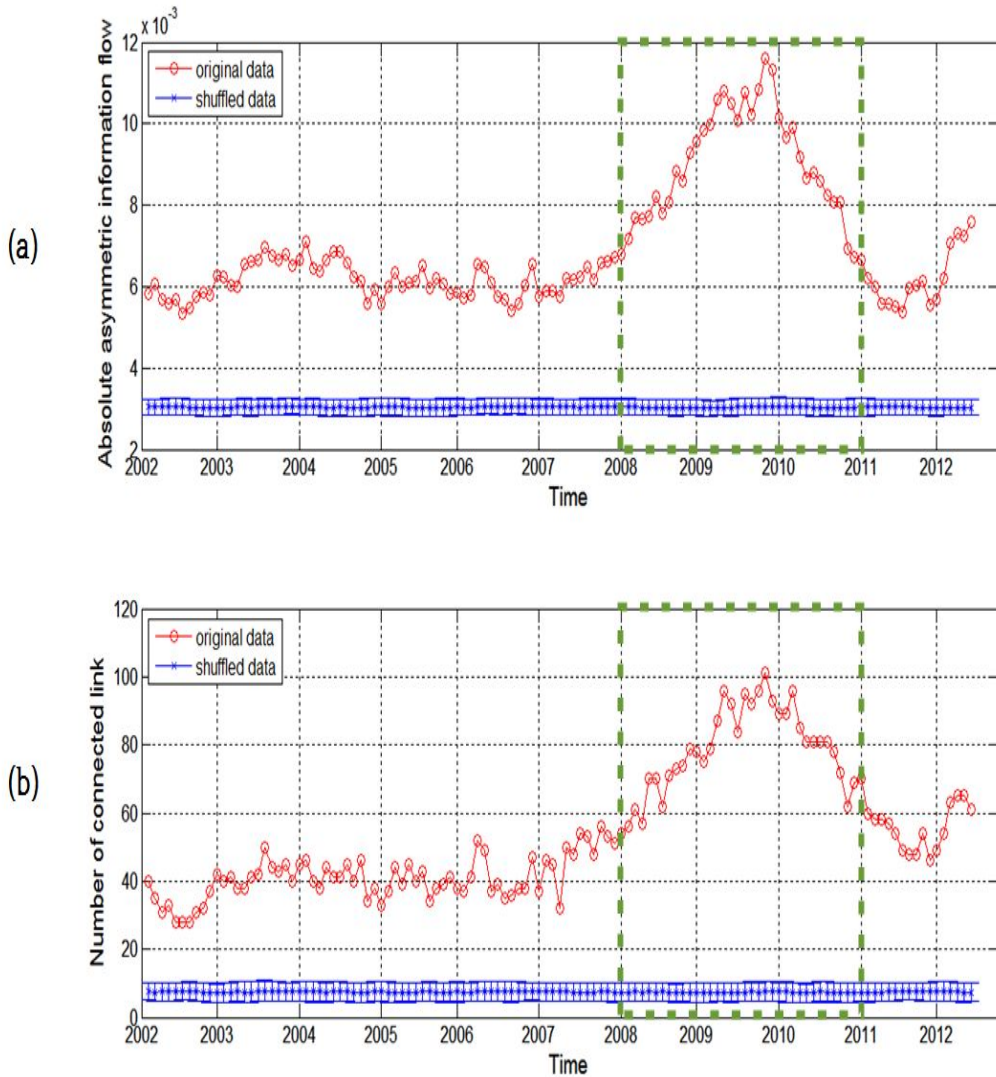 (a)
x 10-3
Absolute asymmetric information flow
12
10
8
6
4
2
original data
shuffled data
2002 2003 2004 2005 2006 2007 2008 2009 2010 2011 2012
Time
(b)
Number of connected link
120
100
80
60
40
20
0
original data
shuffled data
2002 2003 2004 2005 2006 2007 2008 2009 2010 2011 2012
Time